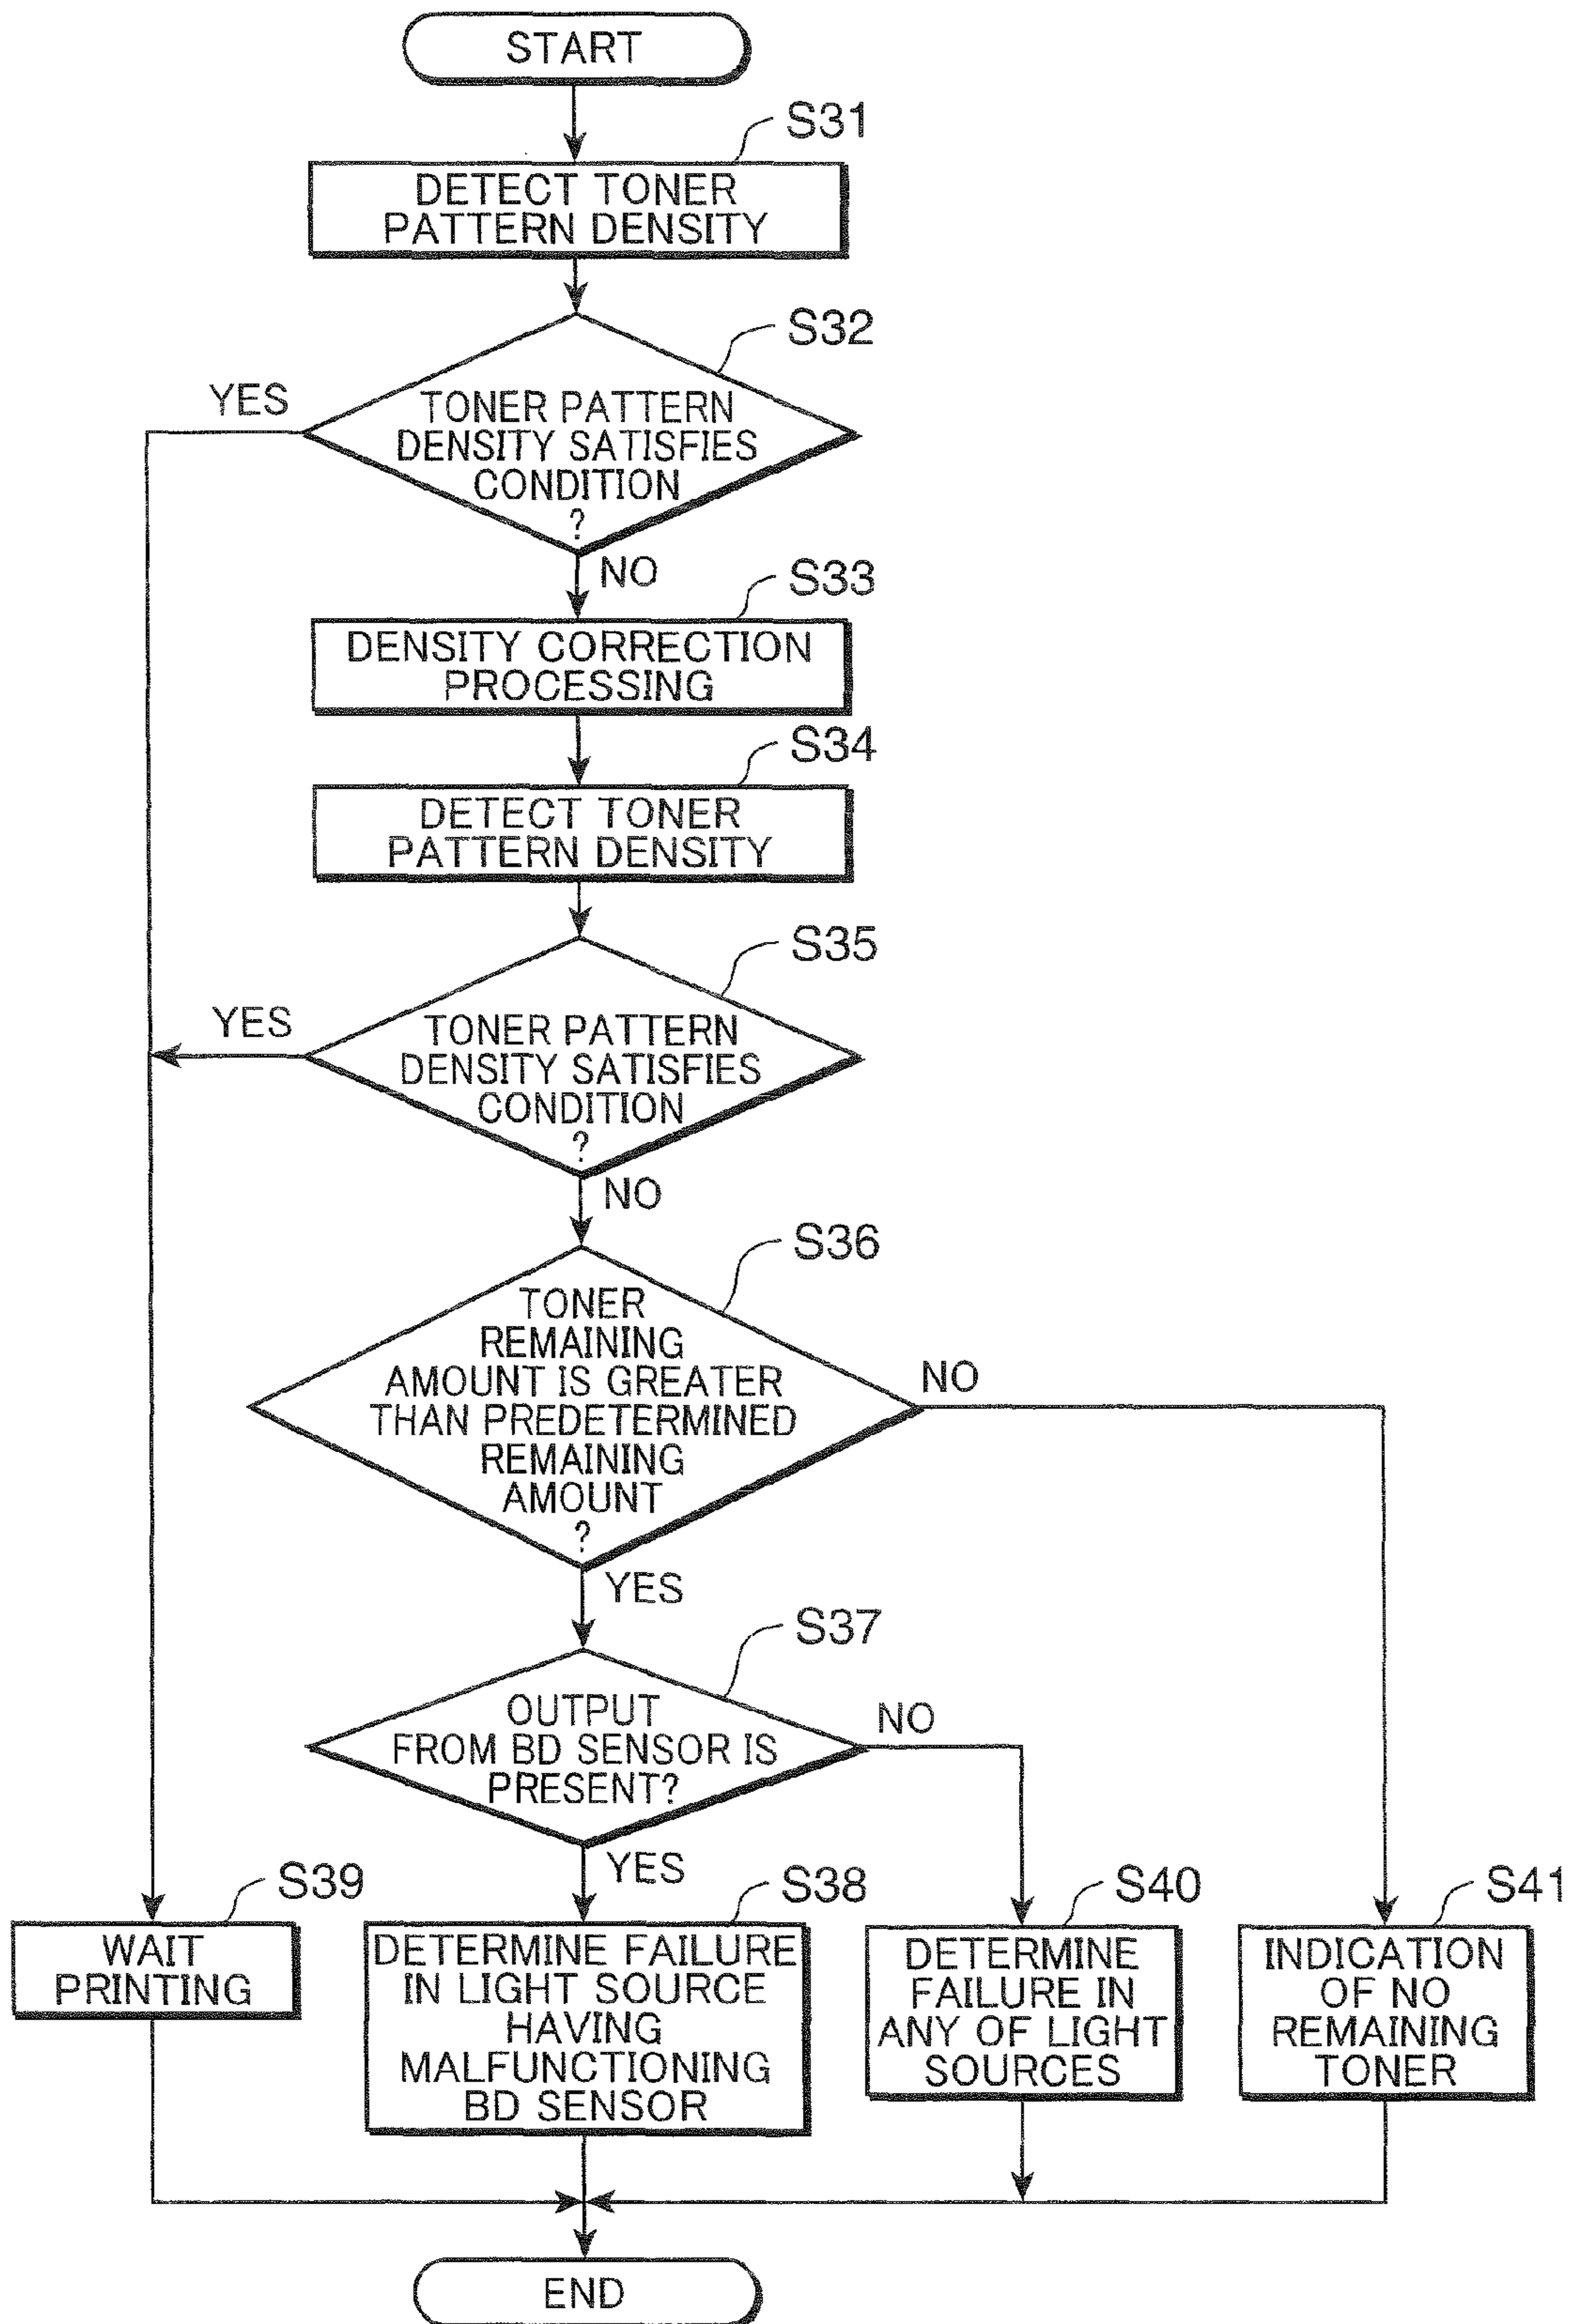 START
S31
DETECT TONER
PATTERN DENSITY
S32
YES
TONER PATTERN
DENSITY SATISFIES
CONDITION
?
NO
S33
DENSITY CORRECTION
PROCESSING
S34
DETECT TONER
PATTERN DENSITY
S35
YES
TONER PATTERN
DENSITY SATISFIES
CONDITION
?
NO
S36
TONER
REMAINING
AMOUNT IS GREATER
THAN PREDETERMINED
REMAINING
AMOUNT
?
NO
YES
S37
OUTPUT
FROM BD SENSOR IS
PRESENT?
NO
YES
S39
WAIT
PRINTING
S38
DETERMINE FAILURE
IN LIGHT SOURCE
HAVING
MALFUNCTIONING
BD SENSOR
S40
DETERMINE
FAILURE IN
ANY OF LIGHT
SOURCES
S41
INDICATION
OF NO
REMAINING
TONER
END